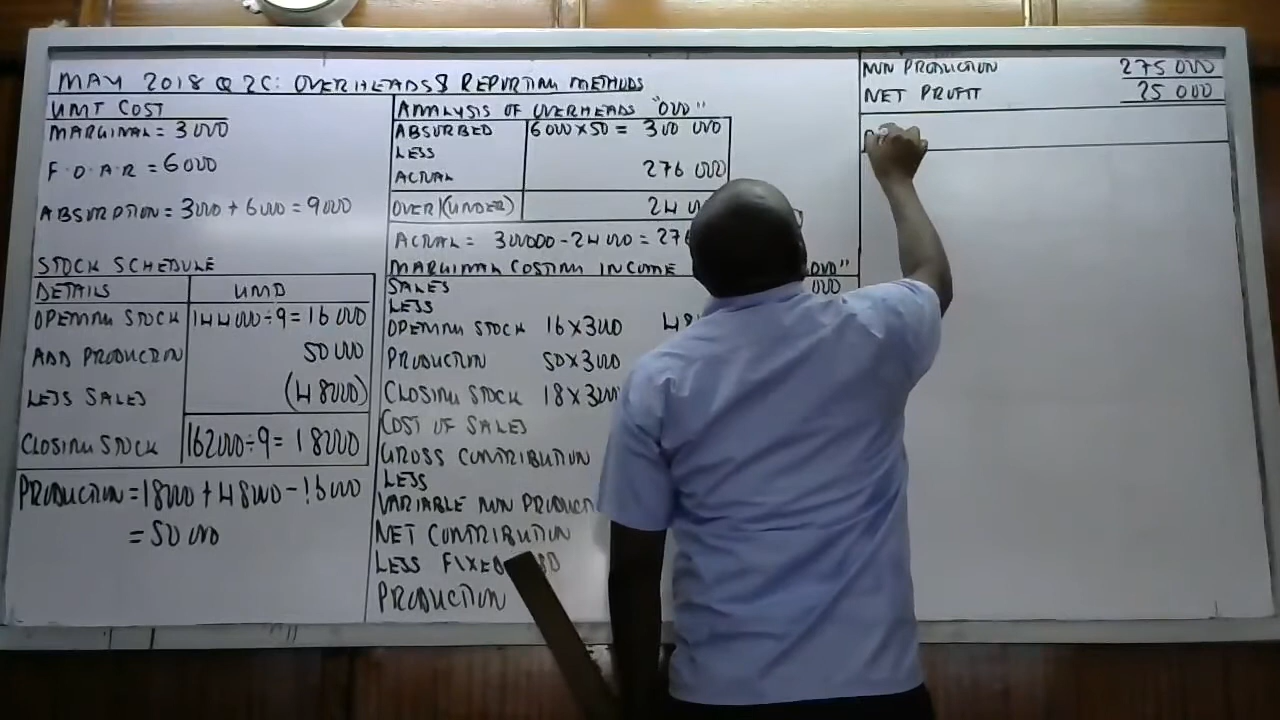 MAY 2018 Q 2C: OVERHEADS & REPORTING METHODS
UNIT COST
MARGINAL = 3 000
F.O.A.R = 6000
ABSORPTION = 3000 + 6000 = 9000
STOCK SCHEDULE
DETAILS UNITS
OPENING STOCK 144000÷9 = 16 000
ADD PRODUCTION 50 000
LESS SALES (48000)
CLOSING STOCK 162000÷9 = 18000
PRODUCTION = 18000 + 48000 - 16000
= 50 000
ANALYSIS OF OVERHEADS "000"
ABSORBED 6000 X 50 = 300 000
LESS
ACTUAL 276 000
OVER/(UNDER) 24
ACTUAL = 300000 - 24000 = 276
MARGINAL COSTING INCOME 000"
SALES 000
LESS
OPENING STOCK 16 X 3000 48
PRODUCTION 50 X 3000
CLOSING STOCK 18 X 3000
COST OF SALES
GROSS CONTRIBUTION
LESS
VARIABLE NON PRODUCT
NET CONTRIBUTION
LESS FIXED
PRODUCTION
NON PRODUCTION 275 000
NET PROFIT 25 000